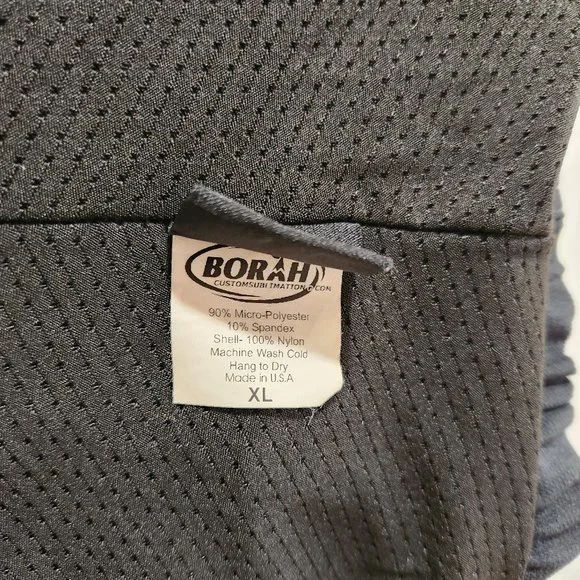 BORAH
CUSTOMSUBLIMATION.COM
90% Micro-Polyester
10% Spandex
Shell- 100% Nylon
Machine Wash Cold
Hang to Dry
Made in U.S.A
XL